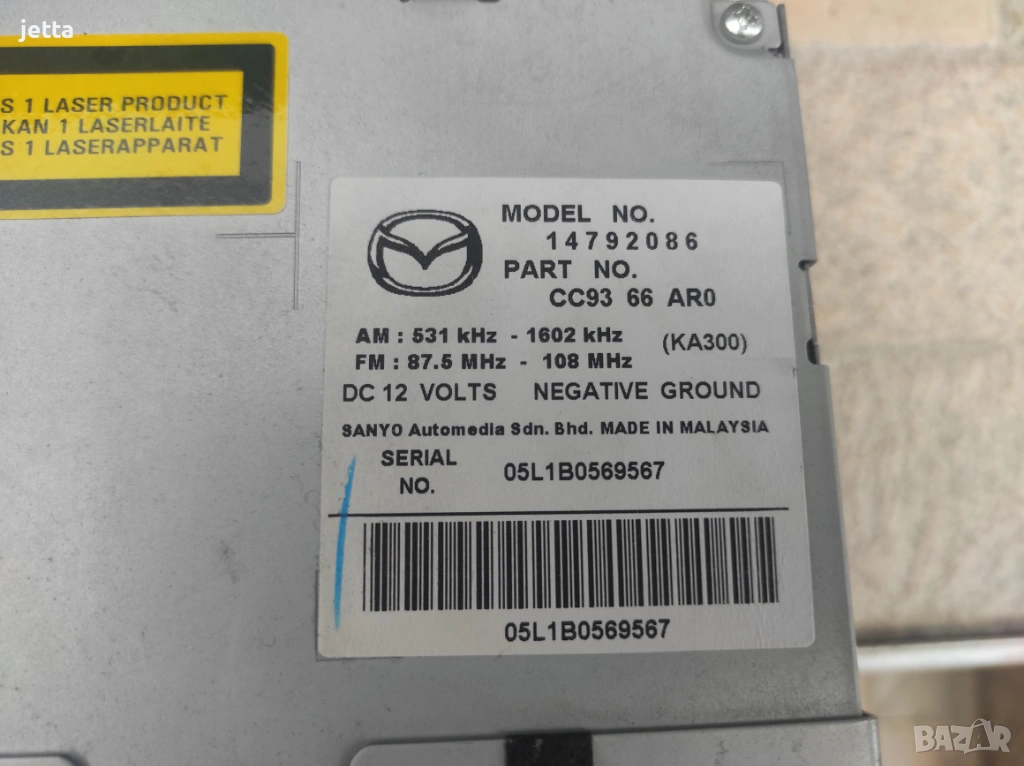 jetta
S 1 LASER PRODUCT
KAN 1 LASERLAITE
S 1 LASERAPPARAT
MODEL NO.
14792086
PART NO.
CC93 66 AR0
AM : 531 kHz - 1602 kHz
(KA300)
FM : 87.5 MHz - 108 MHz
DC 12 VOLTS NEGATIVE GROUND
SANYO Automedia Sdn. Bhd. MADE IN MALAYSIA
SERIAL
NO.
05L1B0569567
05L1B0569567
BAZAR